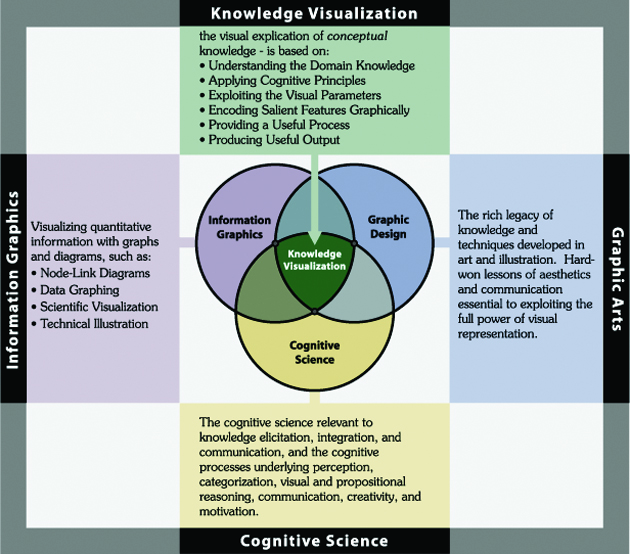 Knowledge Visualization
the visual explication of conceptual
knowledge - is based on:
• Understanding the Domain Knowledge
• Applying Cognitive Principles
• Exploiting the Visual Parameters
• Encoding Salient Features Graphically
• Providing a Useful Process
• Producing Useful Output
Information Graphics
Visualizing quantitative
information with graphs
and diagrams, such as:
• Node-Link Diagrams
• Data Graphing
• Scientific Visualization
• Technical Illustration
Information
Graphics
Graphic
Design
Knowledge
Visualization
Cognitive
Science
The rich legacy of
knowledge and
techniques developed in
art and illustration. Hard-
won lessons of aesthetics
and communication
essential to exploiting the
full power of visual
representation.
Graphic Arts
The cognitive science relevant to
knowledge elicitation, integration, and
communication, and the cognitive
processes underlying perception,
categorization, visual and propositional
reasoning, communication, creativity, and
motivation.
Cognitive Science